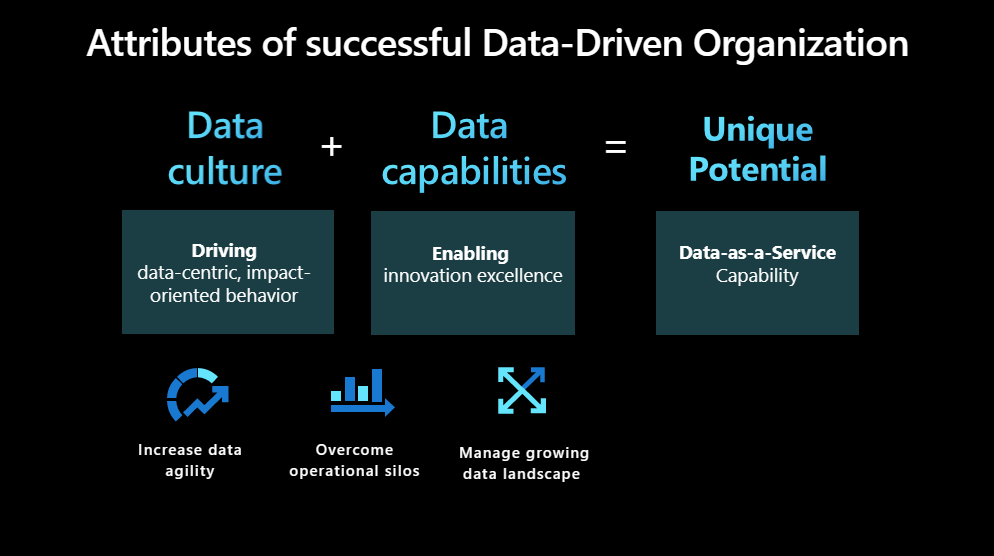 Attributes of successful Data-Driven Organization
Data
culture
+
Data
capabilities
=
Unique
Potential
Driving
data-centric, impact-
oriented behavior
Enabling
innovation excellence
Data-as-a-Service
Capability
Increase data
agility
Overcome
operational silos
Manage growing
data landscape